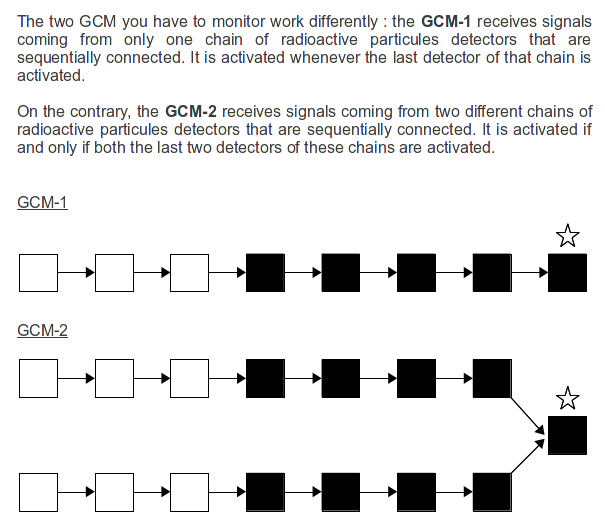 The two GCM you have to monitor work differently : the GCM-1 receives signals
coming from only one chain of radioactive particules detectors that are
sequentially connected. It is activated whenever the last detector of that chain is
activated.
On the contrary, the GCM-2 receives signals coming from two different chains of
radioactive particules detectors that are sequentially connected. It is activated if
and only if both the last two detectors of these chains are activated.
GCM-1
GCM-2